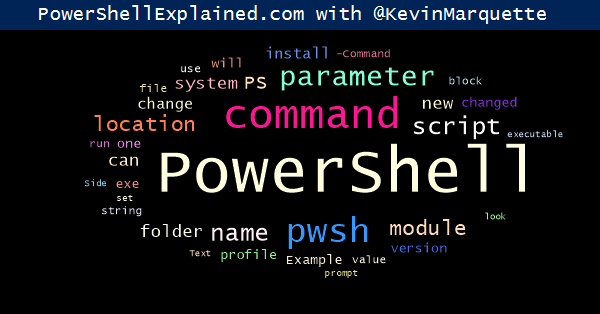 PowerShellExplained.com with @KevinMarquette
install -Command
use will
system PS parameter block
file
change command new changed
location script executable
run one
can PowerShell
Side exe
set
string look
folder name pwsh module
version
Text profile Example value
prompt